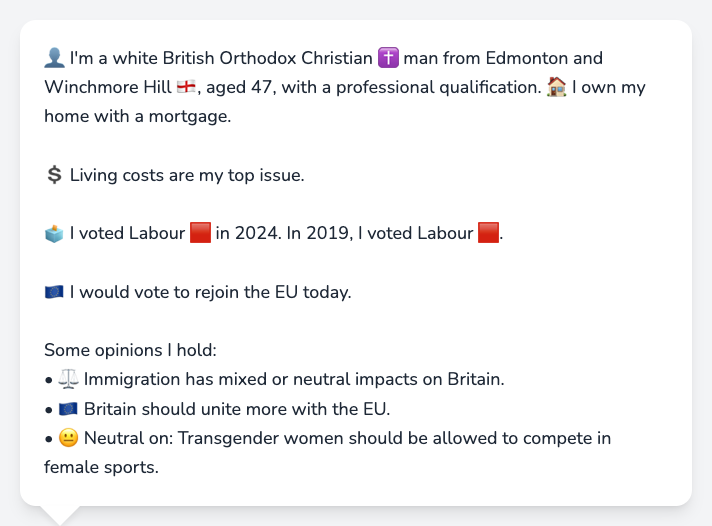 👤 I'm a white British Orthodox Christian ✝️ man from Edmonton and
Winchmore Hill 🏴󠁧󠁢󠁥󠁮󠁧󠁿, aged 47, with a professional qualification. 🏠 I own my
home with a mortgage.
💲 Living costs are my top issue.
🗳️ I voted Labour 🟥 in 2024. In 2019, I voted Labour 🟥.
🇪🇺 I would vote to rejoin the EU today.
Some opinions I hold:
• ⚖️ Immigration has mixed or neutral impacts on Britain.
• 🇪🇺 Britain should unite more with the EU.
• 😐 Neutral on: Transgender women should be allowed to compete in
female sports.